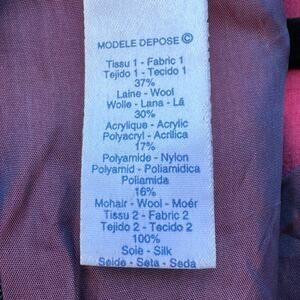 MODELE DEPOSE ©
Tissu 1 - Fabric 1
Tejido 1 - Tecido 1
37%
Laine - Wool
Wolle - Lana - Lã
30%
Acrylique - Acrylic
Polyacryl - Acrilica
17%
Polyamide - Nylon
Polyamid - Poliamidica
Poliamida
16%
Mohair - Wool - Moér
Tissu 2 - Fabric 2
Tejido 2 - Tecido 2
100%
Soie - Silk
Seide - Seta - Seda